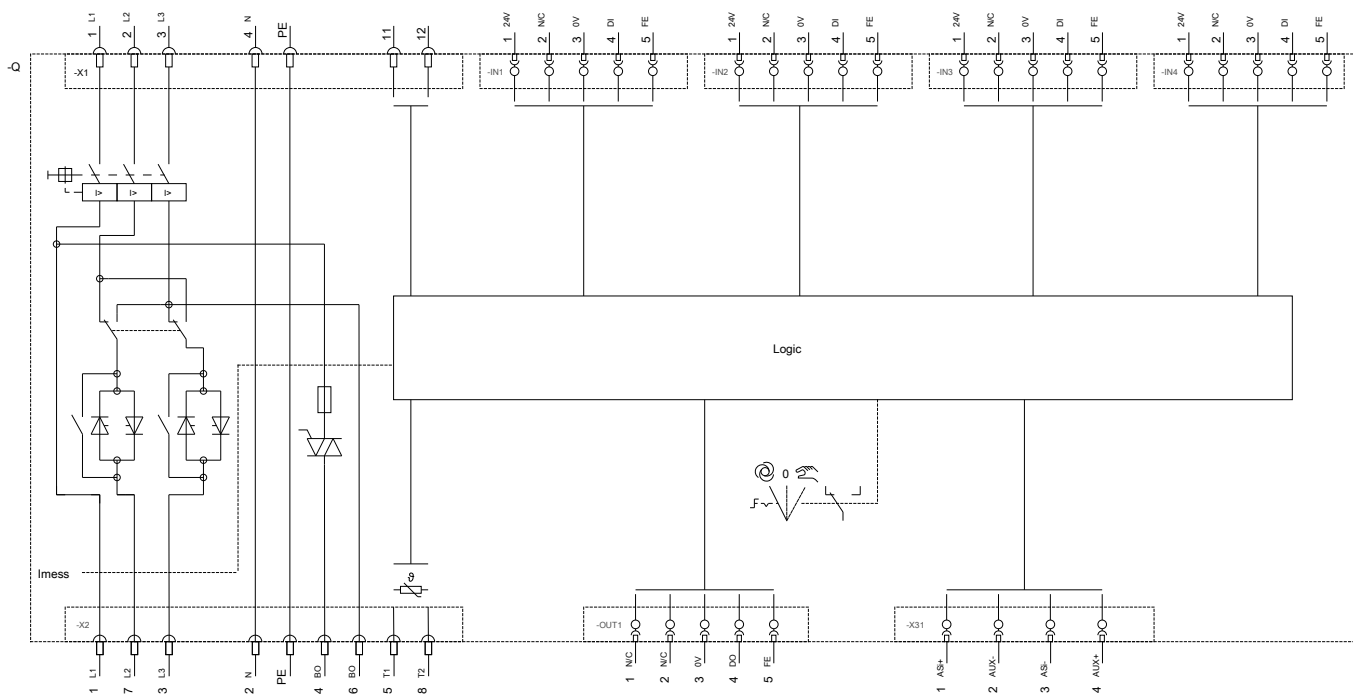 L1 L2 L3 N
1 2 3 4 PE 11 12
24V N/C 0V DI FE
1 2 3 4 5
24V N/C 0V DI FE
1 2 3 4 5
24V N/C 0V DI FE
1 2 3 4 5
24V N/C 0V DI FE
1 2 3 4 5
-Q
-X1
-IN1
-IN2
-IN3
-IN4
I> I> I>
Logic
0
Imess
ϑ
-X2
-OUT1
-X31
L1 L2 L3 N BO BO T1 T2
1 7 3 2 PE 4 6 5 8
N/C N/C 0V DO FE
1 2 3 4 5
ASi+ AUX- ASi- AUX+
1 2 3 4